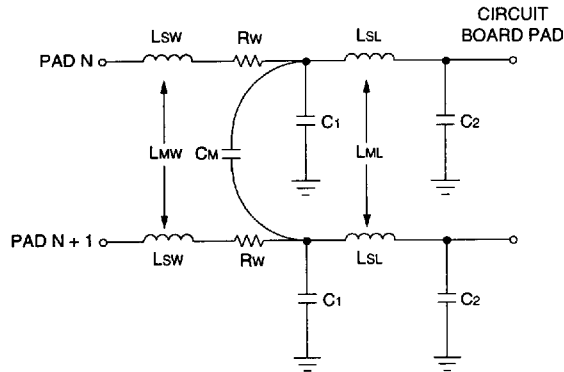 CIRCUIT
BOARD PAD
LSW
RW
LSL
PAD N
C1
C2
LMW
CM
LML
PAD N + 1
LSW
RW
LSL
C1
C2